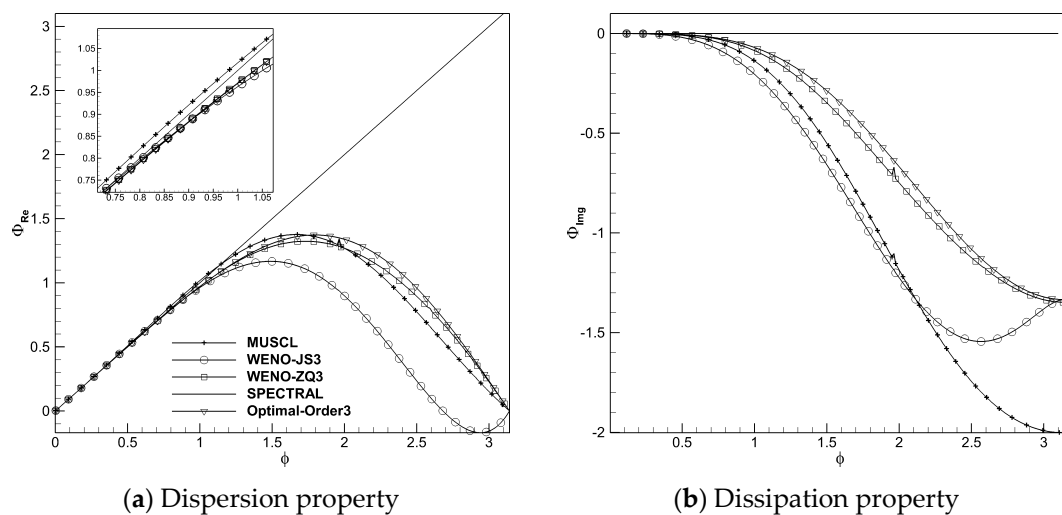 3
2.5
2
1.5
1
0.5
0
Φ_Re
1.05
1
0.95
0.9
0.85
0.8
0.75
0.75 0.8 0.85 0.9 0.95 1 1.05
MUSCL
WENO-JS3
WENO-ZQ3
SPECTRAL
Optimal-Order3
0 0.5 1 1.5 2 2.5 3
ϕ
(a) Dispersion property
0
-0.5
-1
-1.5
-2
Φ_Img
0.5 1 1.5 2 2.5 3
ϕ
(b) Dissipation property